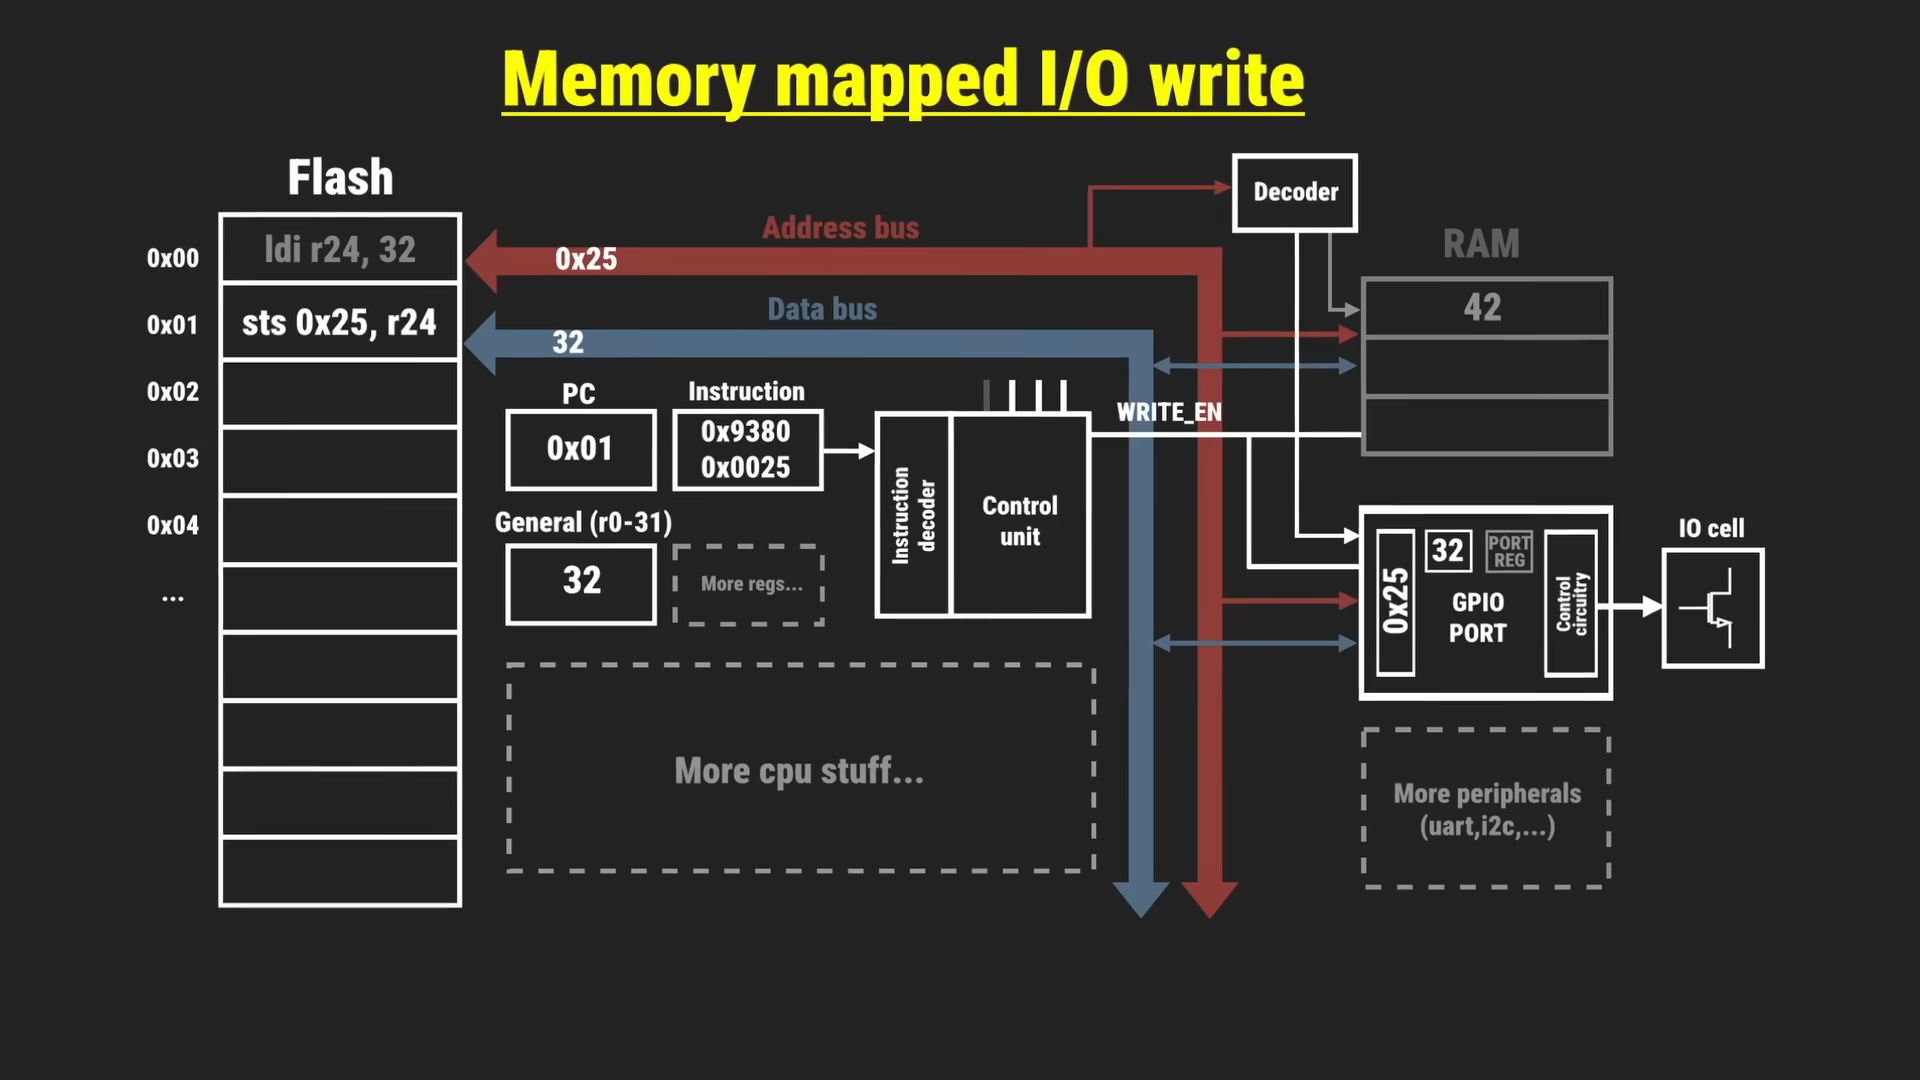 Memory mapped I/O write
Flash
0x00
ldi r24, 32
0x01
sts 0x25, r24
0x02
0x03
0x04
...
Address bus
0x25
Data bus
32
PC
0x01
Instruction
0x9380
0x0025
General (r0-31)
32
More regs...
Instruction
decoder
Control
unit
WRITE_EN
More cpu stuff...
Decoder
RAM
42
0x25
32
PORT
REG
GPIO
PORT
Control
circuitry
IO cell
More peripherals
(uart,i2c,...)